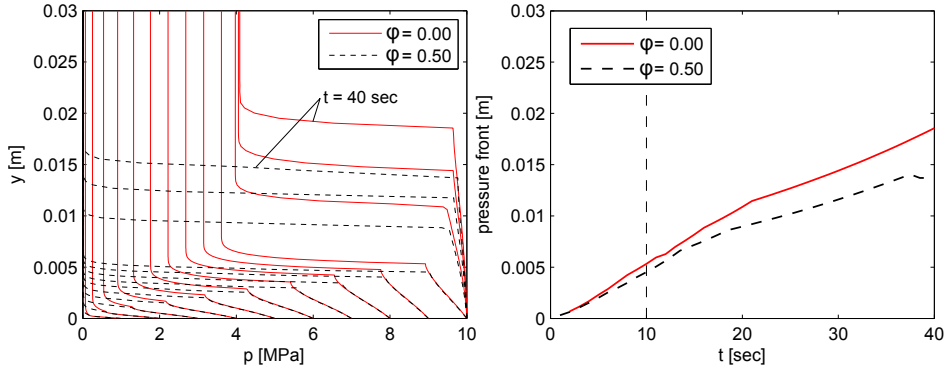 0.03
0.025
0.02
0.015
0.01
0.005
0
y [m]
0 2 4 6 8 10
p [MPa]
φ= 0.00
φ= 0.50
t = 40 sec
0.03
0.025
0.02
0.015
0.01
0.005
0
pressure front [m]
0 10 20 30 40
t [sec]
φ= 0.00
φ= 0.50